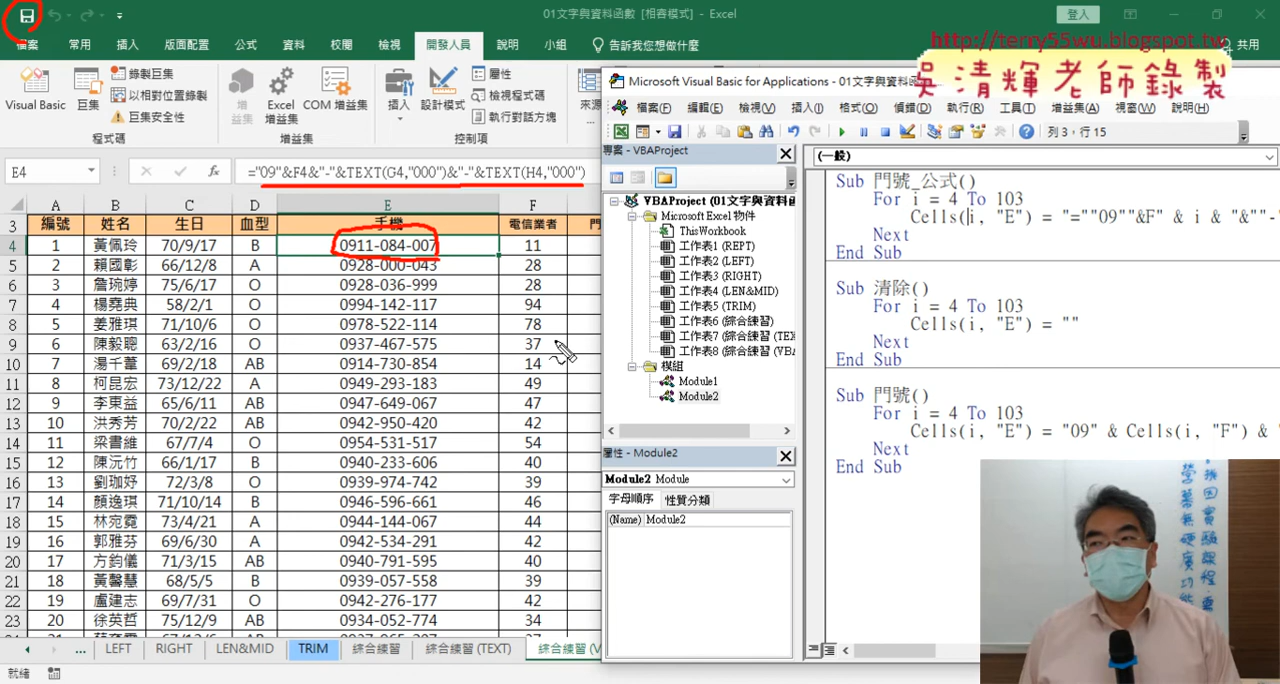 01文字與資料函數 [相容模式] - Excel
登入
檔案 常用 插入 版面配置 公式 資料 校閱 檢視 開發人員 說明 小組 告訴我您想做什麼 共用
http://terry55wu.blogspot.tw
吳清輝老師錄製
Visual Basic 巨集 錄製巨集 以相對位置錄製 巨集安全性 程式碼
增益集 Excel 增益集 COM 增益集 增益集
插入 設計模式 屬性 檢視程式碼 執行對話方塊 控制項
E4 fx ="09"&F4&"-"&TEXT(G4,"000")&"-"&TEXT(H4,"000")
A B C D E F
3 編號 姓名 生日 血型 手機 電信業者
4 1 黃佩玲 70/9/17 B 0911-084-007 11
5 2 賴國彰 66/12/8 A 0928-000-043 28
6 3 詹琬婷 75/6/17 O 0928-036-999 28
7 4 楊堯典 58/2/1 O 0994-142-117 94
8 5 姜雅琪 71/10/6 O 0978-522-114 78
9 6 陳毅聰 63/2/16 O 0937-467-575 37
10 7 湯千葦 69/2/18 AB 0914-730-854 14
11 8 柯昆宏 73/12/22 A 0949-293-183 49
12 9 李東益 65/6/11 AB 0947-649-067 47
13 10 洪秀芳 70/2/22 AB 0942-950-420 42
14 11 梁書維 67/7/4 O 0954-531-517 54
15 12 陳沅竹 66/1/17 B 0940-233-606 40
16 13 劉珈妤 72/3/8 O 0939-974-742 39
17 14 顏逸琪 71/10/14 B 0946-596-661 46
18 15 林宛霓 73/4/21 A 0944-144-067 44
19 16 郭雅芬 69/6/30 A 0942-534-291 42
20 17 方鈞儀 71/3/15 AB 0940-791-595 40
21 18 黃馨慧 68/5/5 B 0939-057-558 39
22 19 盧建志 69/7/31 O 0942-276-177 42
23 20 徐英哲 75/12/9 AB 0934-052-774 34
... LEFT RIGHT LEN&MID TRIM 綜合練習 綜合練習 (TEXT) 綜合練習 (V
就緒
Microsoft Visual Basic for Applications - 01文字與資料函
檔案(F) 編輯(E) 檢視(V) 插入(I) 格式(O) 偵錯(D) 執行(R) 工具(T) 增益集(A) 視窗(W) 說明(H)
列 3，行 15
專案 - VBAProject
VBAProject (01文字與資料
Microsoft Excel 物件
ThisWorkbook
工作表1 (REPT)
工作表2 (LEFT)
工作表3 (RIGHT)
工作表4 (LEN&MID)
工作表5 (TRIM)
工作表6 (綜合練習)
工作表7 (綜合練習 (TEX
工作表8 (綜合練習 (VBA
模組
Module1
Module2
屬性 - Module2
Module2 Module
字母順序 性質分類
(Name) Module2
(一般)
Sub 門號_公式()
For i = 4 To 103
Cells(i, "E") = "=""09""&F" & i & "&""-
Next
End Sub
Sub 清除()
For i = 4 To 103
Cells(i, "E") = ""
Next
End Sub
Sub 門號()
For i = 4 To 103
Cells(i, "E") = "09" & Cells(i, "F") & "
Next
End Sub